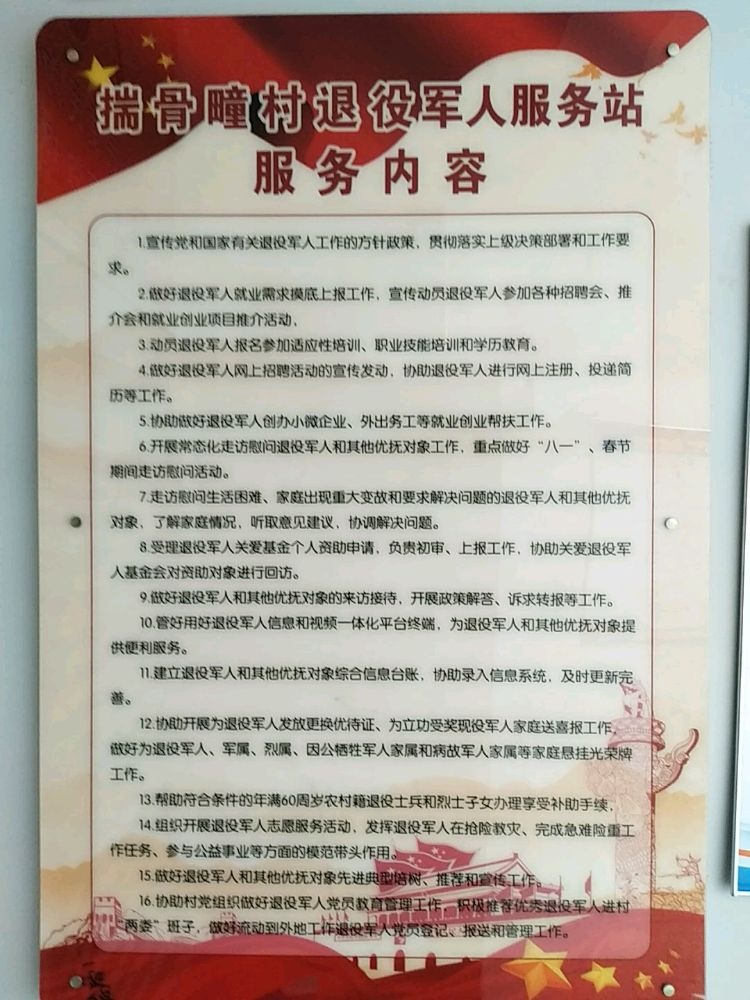 揣骨疃村退役军人服务站
服务内容
1.宣传党和国家有关退役军人工作的方针政策，贯彻落实上级决策部署和工作要
求。
2.做好退役军人就业需求摸底上报工作，宣传动员退役军人参加各种招聘会、推
介会和就业创业项目推介活动，
3.动员退役军人报名参加适应性培训、职业技能培训和学历教育。
4.做好退役军人网上招聘活动的宣传发动，协助退役军人进行网上注册、投递简
历等工作。
5.协助做好退役军人创办小微企业、外出务工等就业创业帮扶工作。
6.开展常态化走访慰问退役军人和其他优抚对象工作，重点做好“八一”、春节
期间走访慰问活动。
7.走访慰问生活困难、家庭出现重大变故和要求解决问题的退役军人和其他优抚
对象，了解家庭情况，听取意见建议，协调解决问题。
8.受理退役军人关爱基金个人资助申请，负责初审、上报工作，协助关爱退役军
人基金会对资助对象进行回访。
9.做好退役军人和其他优抚对象的来访接待，开展政策解答、诉求转报等工作。
10.管好用好退役军人信息和视频一体化平台终端，为退役军人和其他优抚对象提
供便利服务。
11.建立退役军人和其他优抚对象综合信息台账，协助录入信息系统，及时更新完
善。
12.协助开展为退役军人发放更换优待证、为立功受奖现役军人家庭送喜报工作，
做好为退役军人、军属、烈属、因公牺牲军人家属和病故军人家属等家庭悬挂光荣牌
工作。
13.帮助符合条件的年满60周岁农村籍退役士兵和烈士子女办理享受补助手续，
14.组织开展退役军人志愿服务活动，发挥退役军人在抢险救灾、完成急难险重工
作任务、参与公益事业等方面的模范带头作用。
15.做好退役军人和其他优抚对象先进典型培树、推荐和宣传工作。
16.协助村党组织做好退役军人党员教育管理工作，积极推荐优秀退役军人进村
“两委”班子，做好流动到外地工作退役军人党员登记、报送和管理工作。